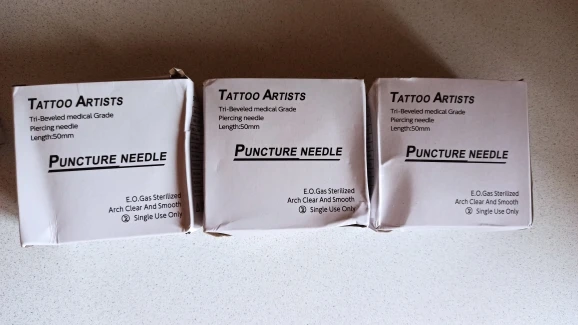 TATTOO ARTISTS
Tri-Beveled medical Grade
Piercing needle
Length:50mm
PUNCTURE NEEDLE
E.O.Gas Sterilized
Arch Clear And Smooth
② Single Use Only
TATTOO ARTISTS
Tri-Beveled medical Grade
Piercing needle
Length:50mm
PUNCTURE NEEDLE
E.O.Gas Sterilized
Arch Clear And Smooth
② Single Use Only
TATTOO ARTISTS
Tri-Beveled medical Grade
Piercing needle
Length:50mm
PUNCTURE NEEDLE
E.O.Gas Sterilized
Arch Clear And Smooth
② Single Use Only